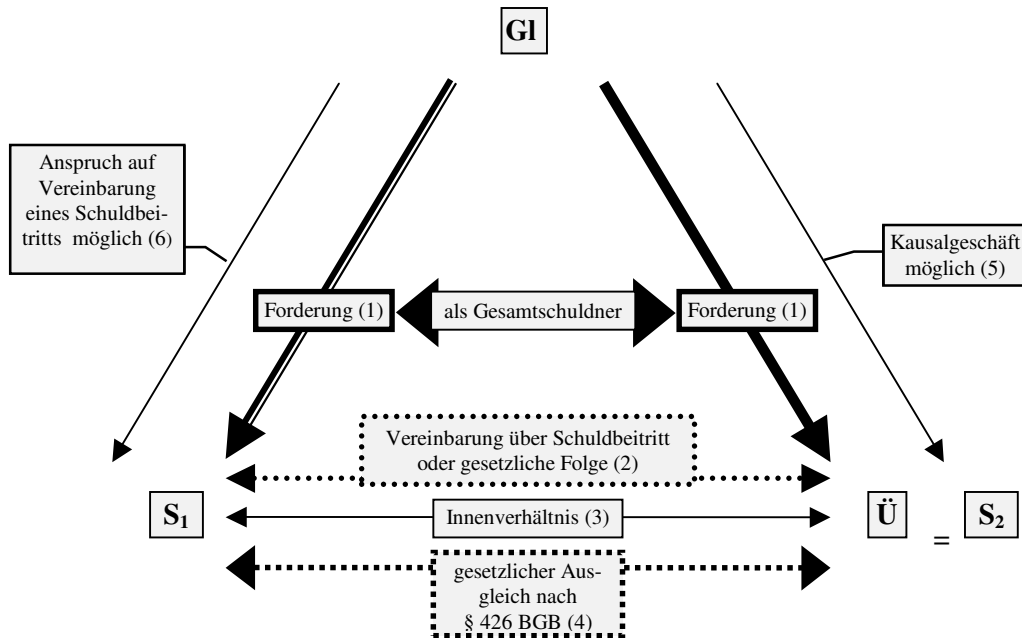 Gl
Anspruch auf
Vereinbarung
eines Schuldbei-
tritts möglich (6)
Kausalgeschäft
möglich (5)
Forderung (1)
als Gesamtschuldner
Forderung (1)
Vereinbarung über Schuldbeitritt
oder gesetzliche Folge (2)
S₁
Innenverhältnis (3)
Ü
=
S₂
gesetzlicher Aus-
gleich nach
§ 426 BGB (4)